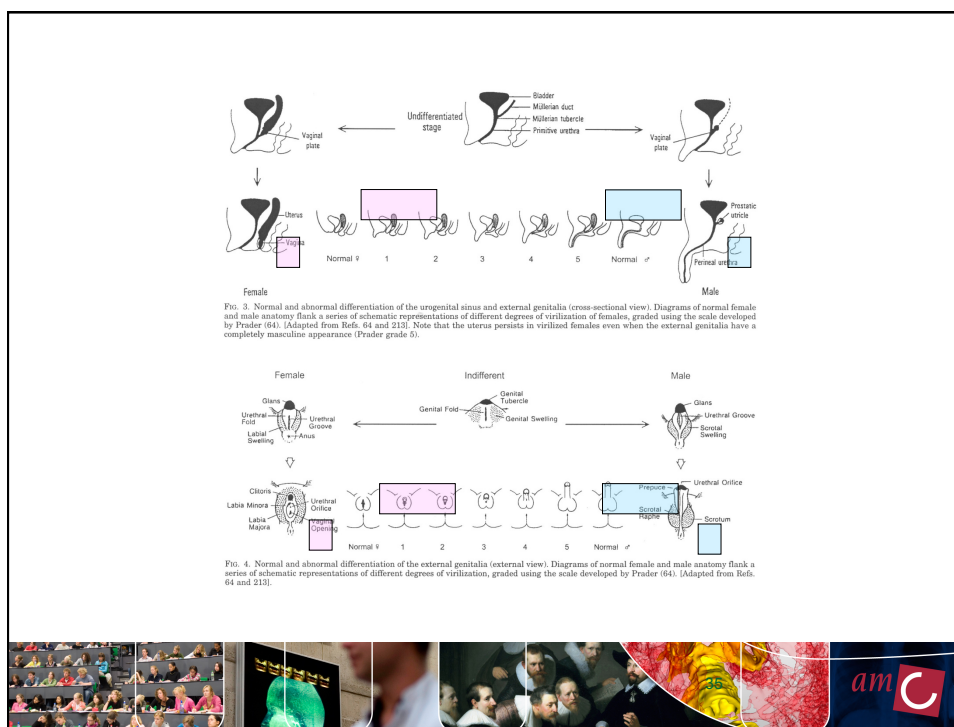 Bladder
Müllerian duct
Müllerian tubercle
Primitive urethra
Undifferentiated
stage
Vaginal
plate
Vaginal
plate
Uterus
Vagina
Prostatic
utricle
Perineal urethra
Normal ♀ 1 2 3 4 5 Normal ♂
Female
Male
FIG. 3. Normal and abnormal differentiation of the urogenital sinus and external genitalia (cross-sectional view). Diagrams of normal female
and male anatomy flank a series of schematic representations of different degrees of virilization of females, graded using the scale developed
by Prader (64). [Adapted from Refs. 64 and 213]. Note that the uterus persists in virilized females even when the external genitalia have a
completely masculine appearance (Prader grade 5).
Female Indifferent Male
Glans
Urethral
Fold
Urethral
Groove
Labial
Swelling
Anus
Genital
Tubercle
Genital Fold
Genital Swelling
Glans
Urethral Groove
Scrotal
Swelling
Clitoris
Labia Minora
Urethral
Orifice
Labia
Majora
Vaginal
Opening
Urethral Orifice
Prepuce
Scrotal
Raphe
Scrotum
Normal ♀ 1 2 3 4 5 Normal ♂
FIG. 4. Normal and abnormal differentiation of the external genitalia (external view). Diagrams of normal female and male anatomy flank a
series of schematic representations of different degrees of virilization, graded using the scale developed by Prader (64). [Adapted from Refs.
64 and 213].
35
amC